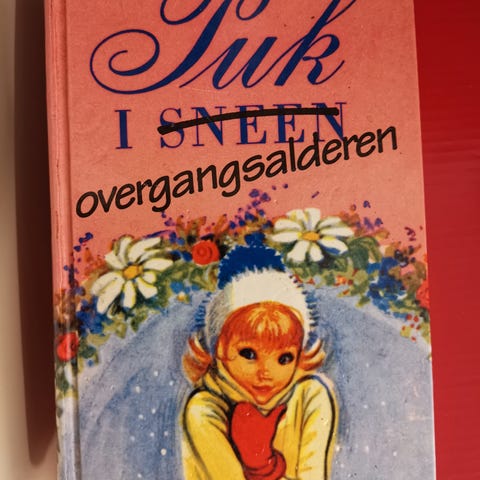 Puk
I SNEEN
overgangsalderen